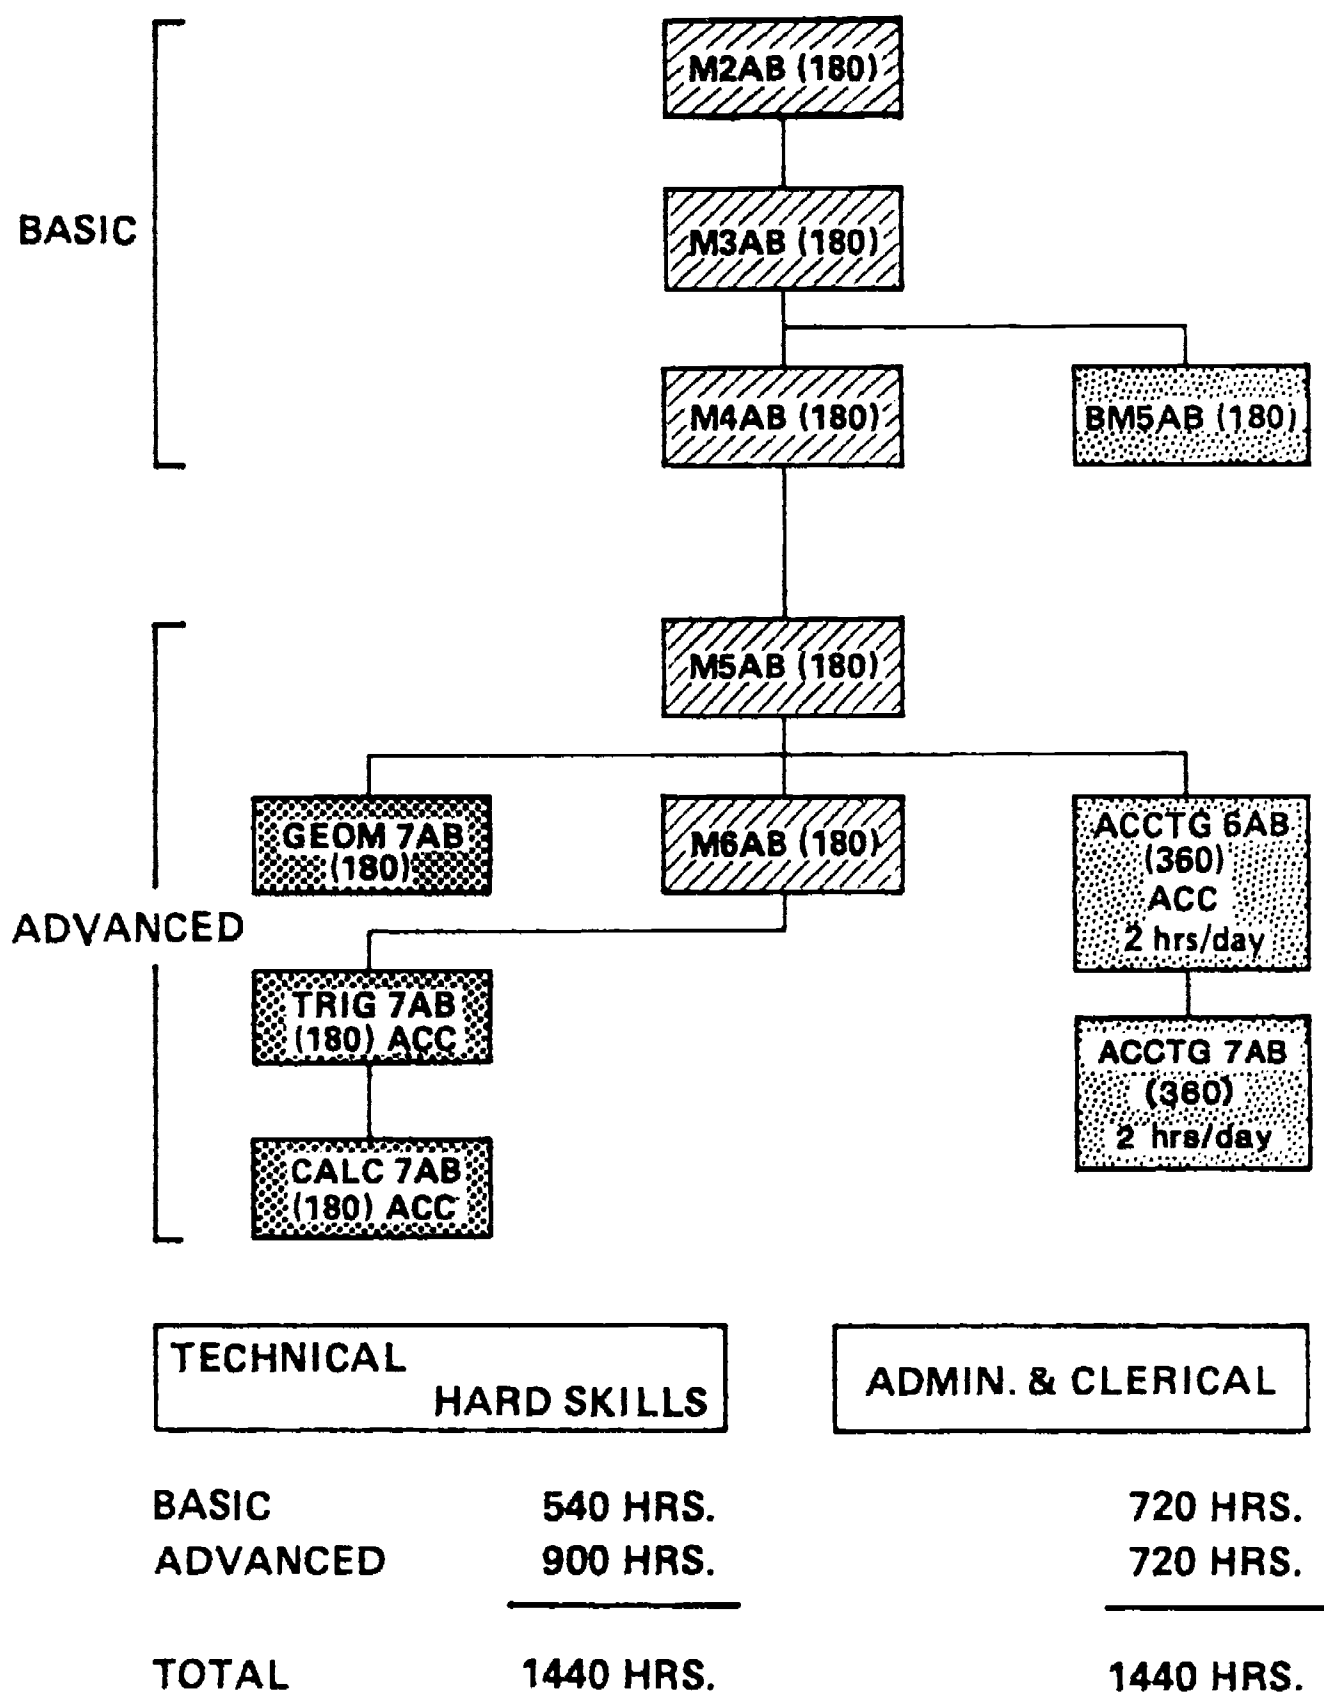 M2AB (180)
BASIC
M3AB (180)
M4AB (180)
BM5AB (180)
M5AB (180)
GEOM 7AB
(180)
M6AB (180)
ACCTG 6AB
(360)
ACC
2 hrs/day
ADVANCED
TRIG 7AB
(180) ACC
ACCTG 7AB
(360)
2 hrs/day
CALC 7AB
(180) ACC
TECHNICAL
HARD SKILLS
ADMIN. & CLERICAL
BASIC 540 HRS. 720 HRS.
ADVANCED 900 HRS. 720 HRS.
TOTAL 1440 HRS. 1440 HRS.